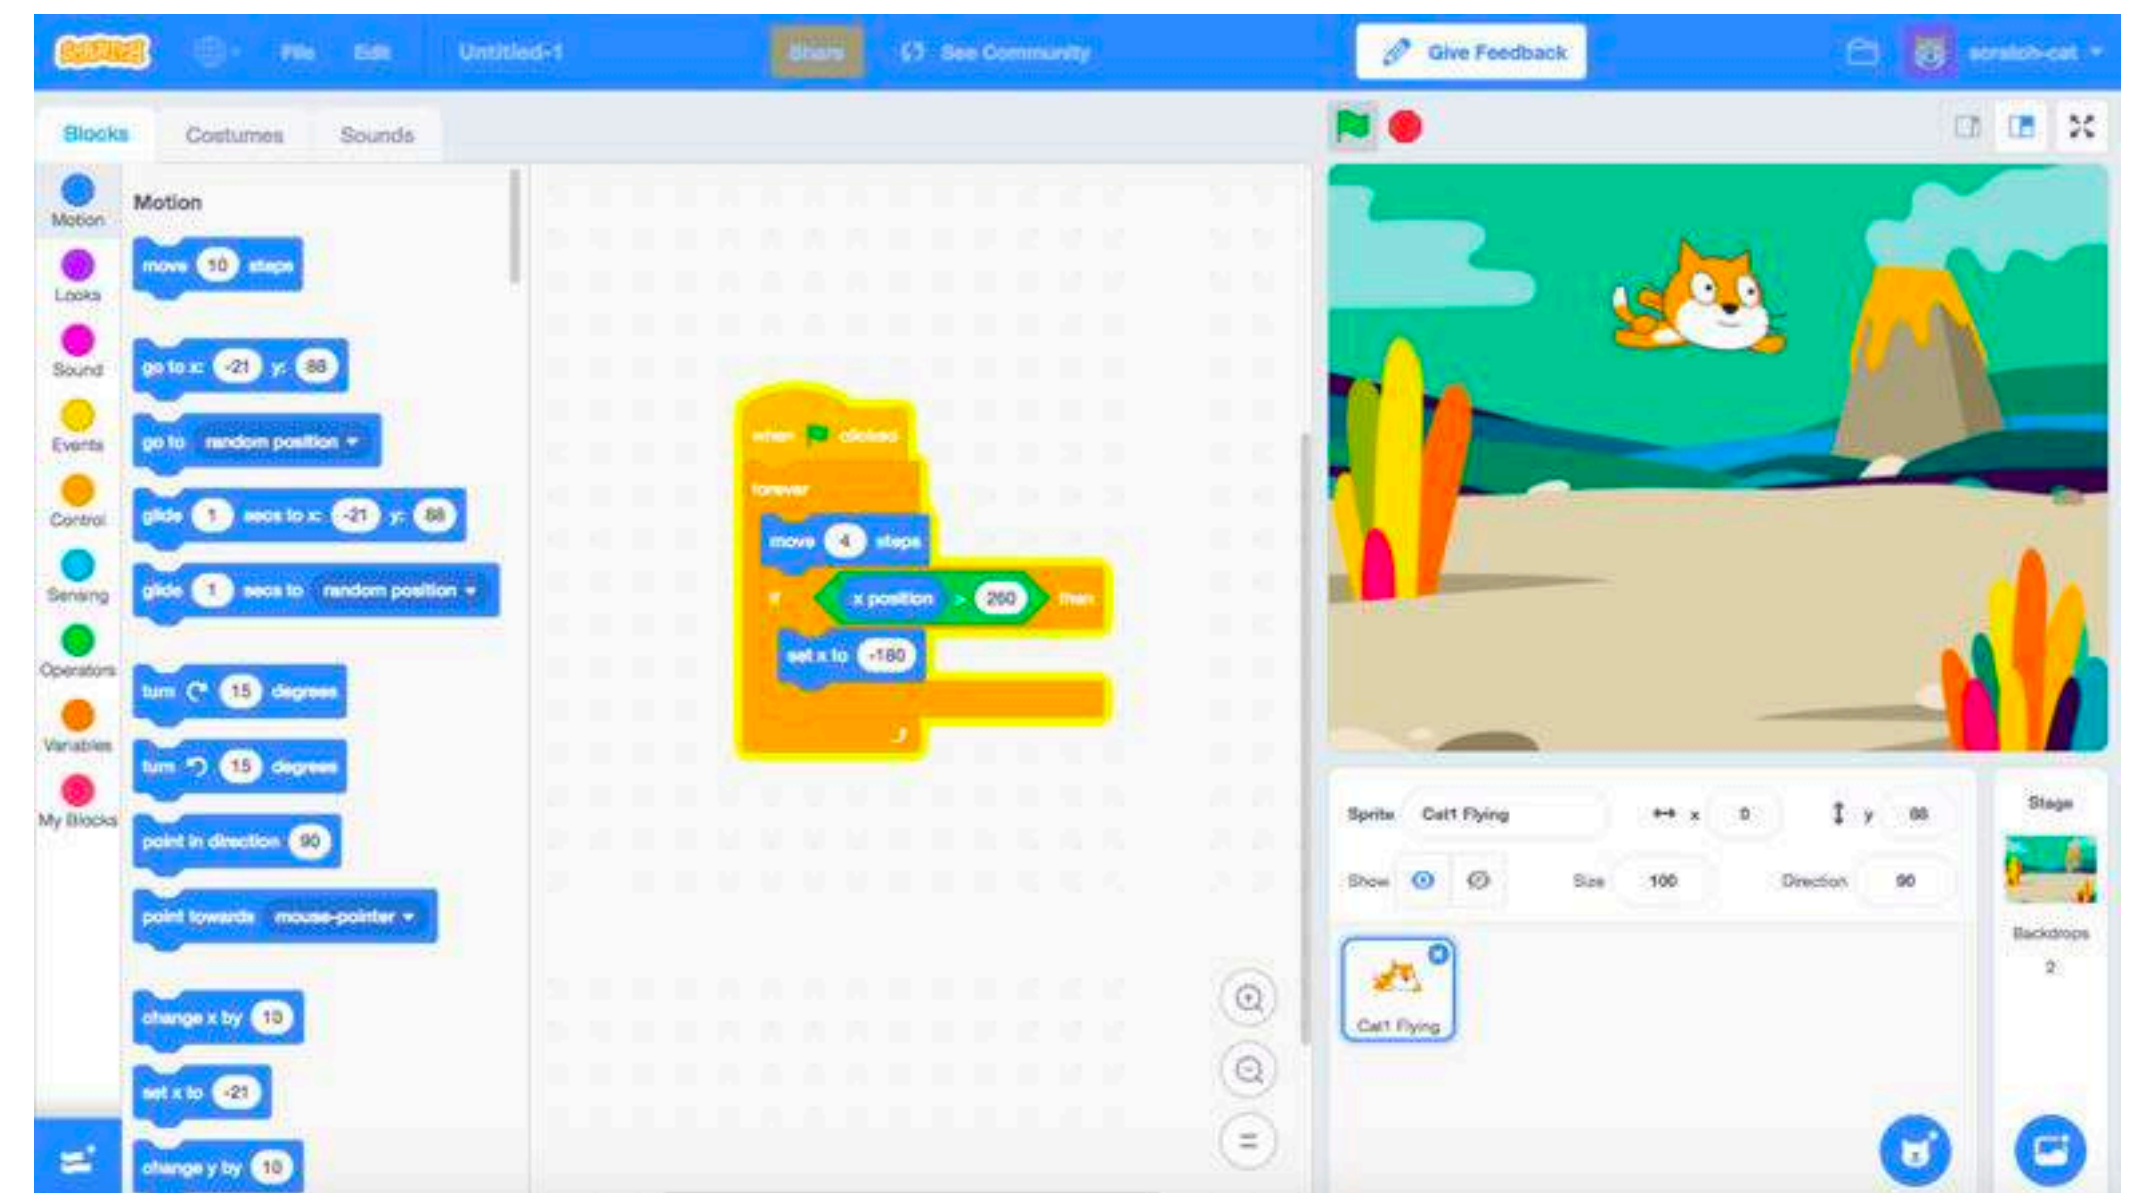 SCRATCH File Edit Untitled-1 Share See Community Give Feedback scratch-cat
Blocks Costumes Sounds
Motion
Looks
Sound
Events
Control
Sensing
Operators
Variables
My Blocks
Motion
move 10 steps
go to x: -21 y: 88
go to random position
glide 1 secs to x: -21 y: 88
glide 1 secs to random position
turn 15 degrees
turn 15 degrees
point in direction 90
point towards mouse-pointer
change x by 10
set x to -21
change y by 10
when clicked
forever
move 4 steps
if x position > 260 then
set x to -180
Sprite Cat1 Flying x 0 y 88
Show Size 100 Direction 90
Cat1 Flying
Stage
Backdrops
2